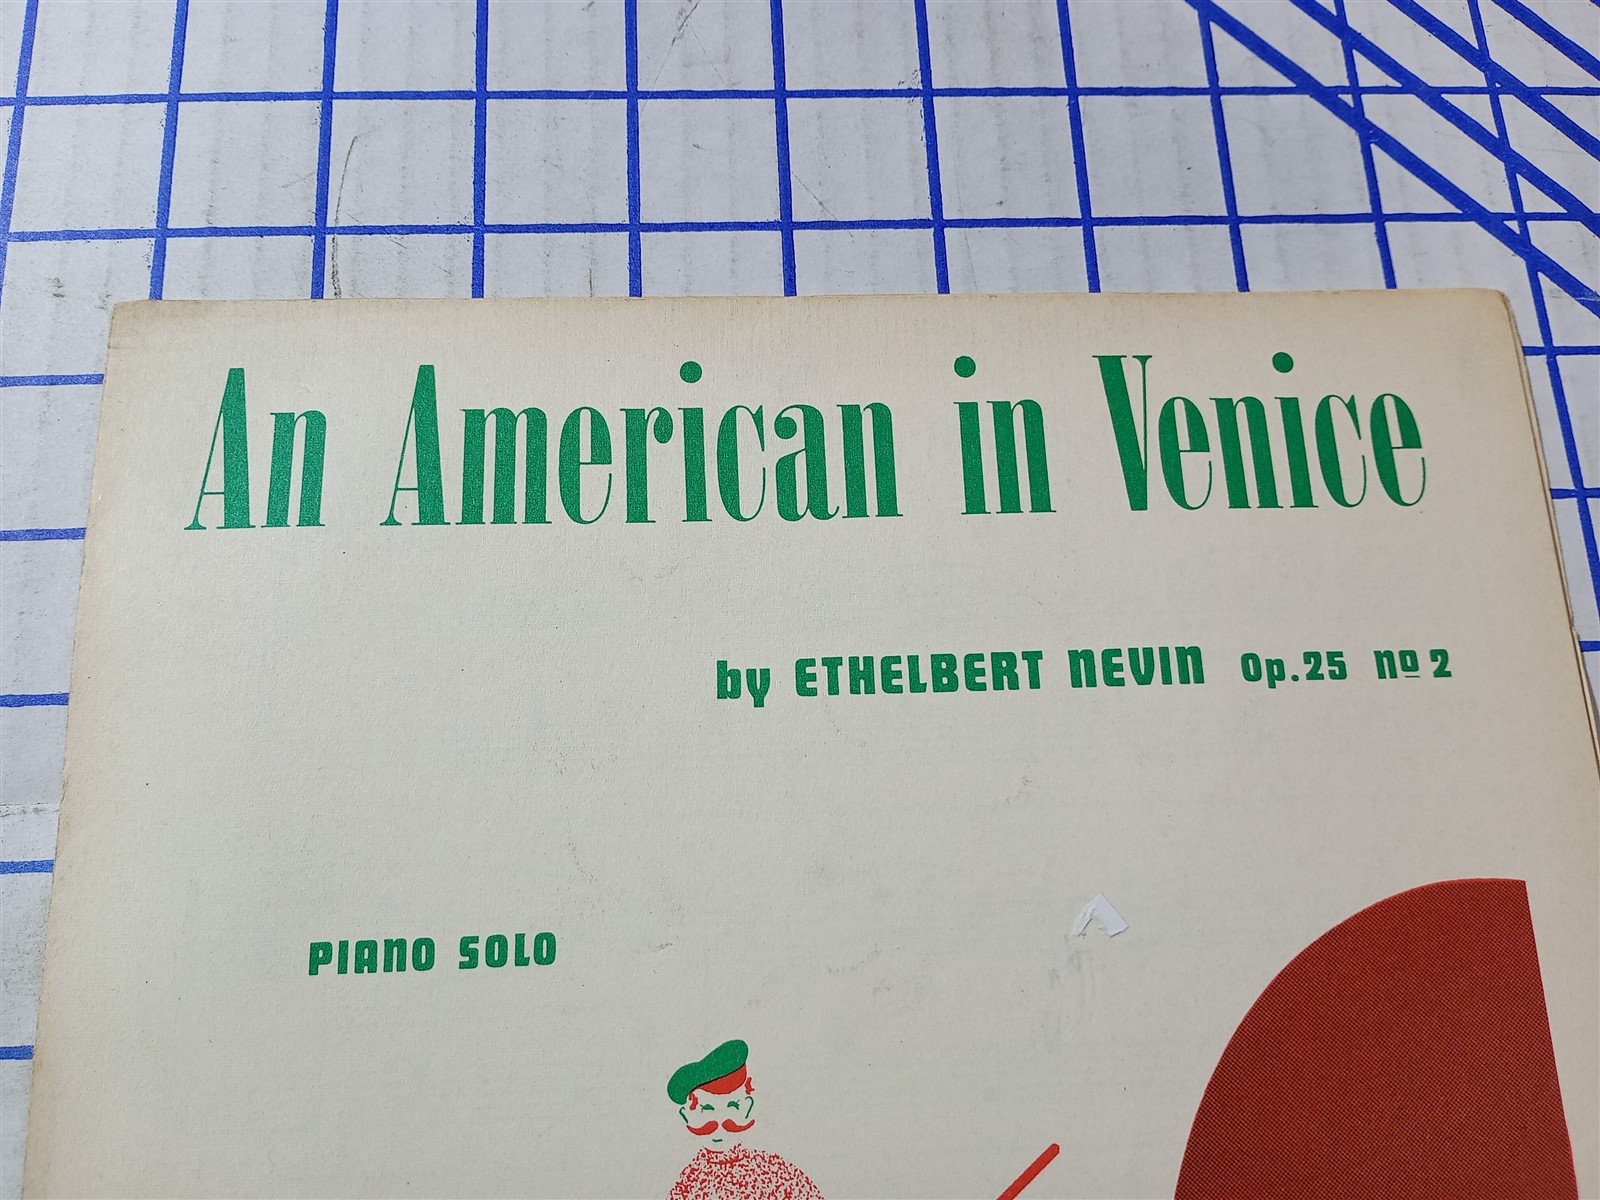 An American in Venice
by ETHELBERT NEVIN Op.25 nº 2
PIANO SOLO